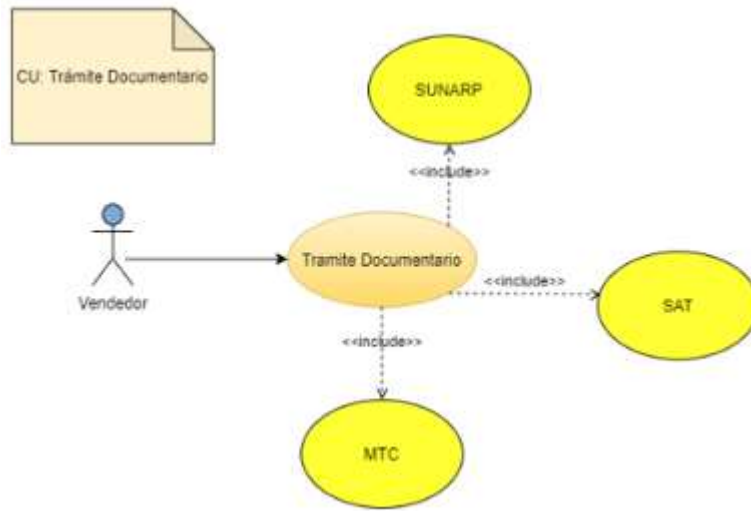 CU: Trámite Documentario
SUNARP
<<include>>
Tramite Documentario
<<include>>
SAT
Vendedor
<<include>>
MTC